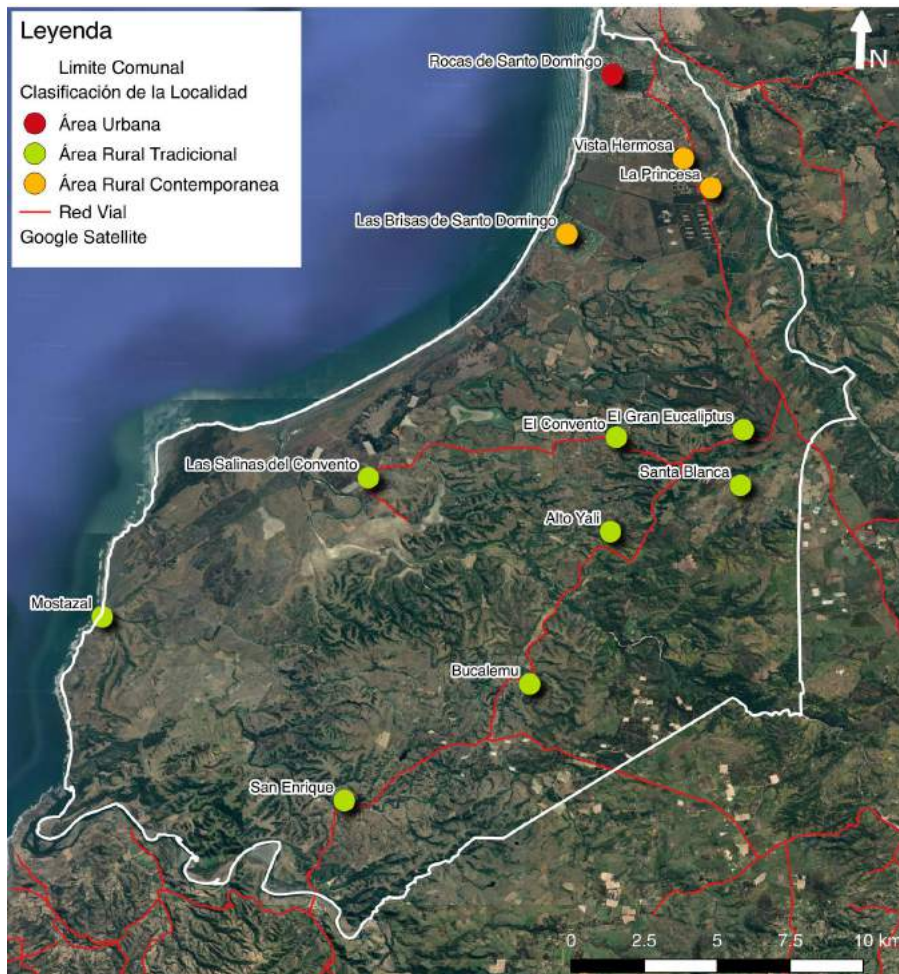 Leyenda
Limite Comunal
Clasificación de la Localidad
Área Urbana
Área Rural Tradicional
Área Rural Contemporanea
Red Vial
Google Satellite
N
Rocas de Santo Domingo
Vista Hermosa
La Princesa
Las Brisas de Santo Domingo
El Convento
El Gran Eucaliptus
Las Salinas del Convento
Santa Blanca
Alto Yali
Mostazal
Bucalemu
San Enrique
0 2.5 5 7.5 10 km